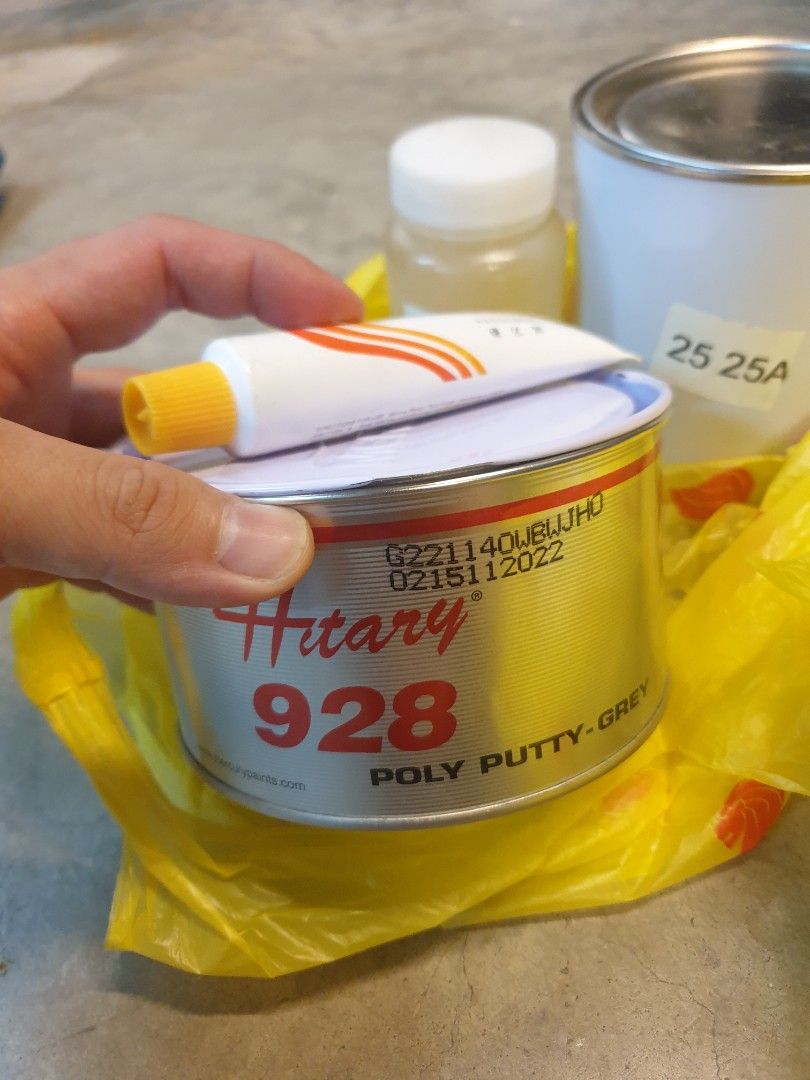 25 25A
G221140WBWJHO
0215112022
Hitary®
928
POLY PUTTY-GREY